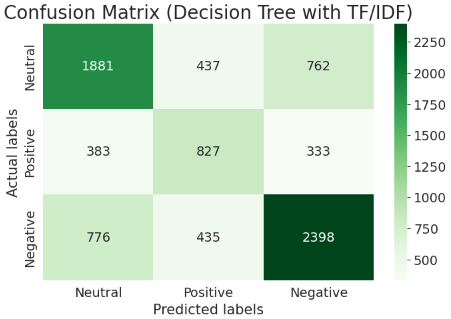 Confusion Matrix (Decision Tree with TF/IDF)
Actual labels
Neutral 1881 437 762
Positive 383 827 333
Negative 776 435 2398
Neutral Positive Negative
Predicted labels
2250
2000
1750
1500
1250
1000
750
500